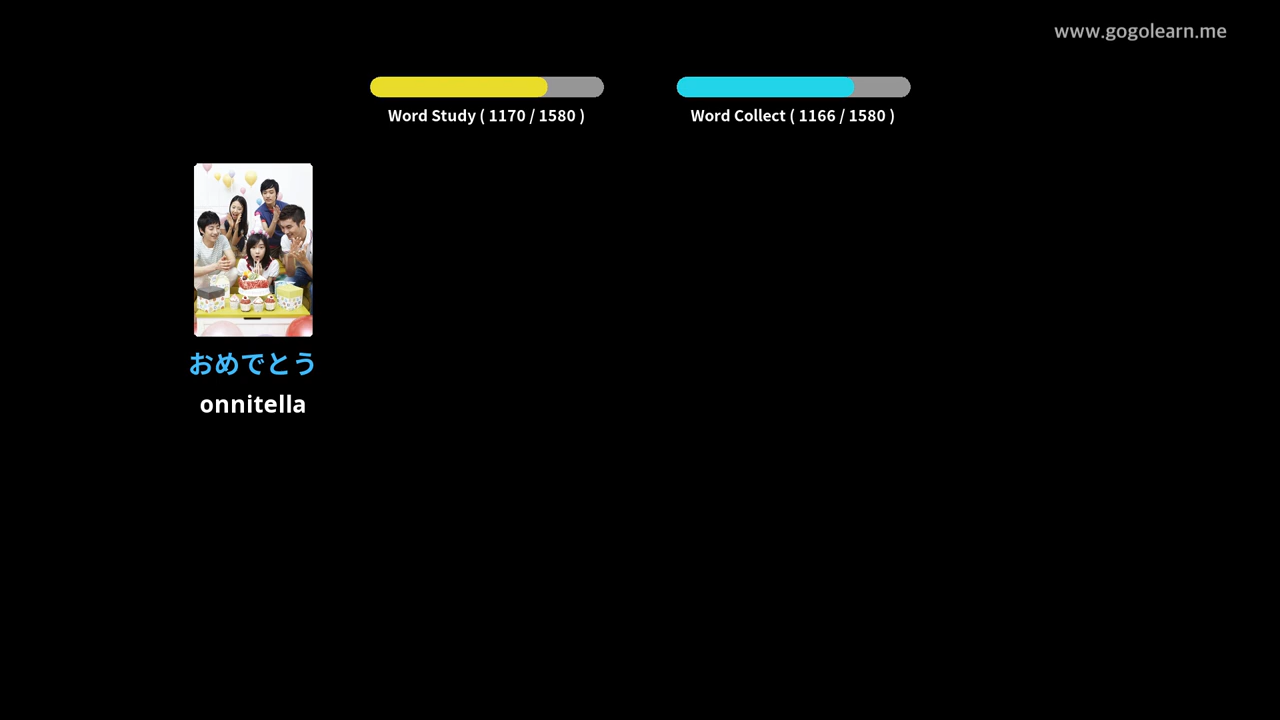 www.gogolearn.me
Word Study ( 1170 / 1580 )
Word Collect ( 1166 / 1580 )
おめでとう
onnitella